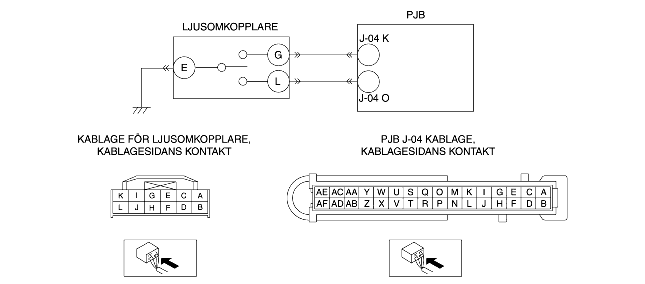 PJB
LJUSOMKOPPLARE
J-04 K
G
E
L
J-04 O
KABLAGE FÖR LJUSOMKOPPLARE,
KABLAGESIDANS KONTAKT
PJB J-04 KABLAGE,
KABLAGESIDANS KONTAKT
K I G E C A
L J H F D B
AE AC AA Y W U S Q O M K I G E C A
AF AD AB Z X V T R P N L J H F D B